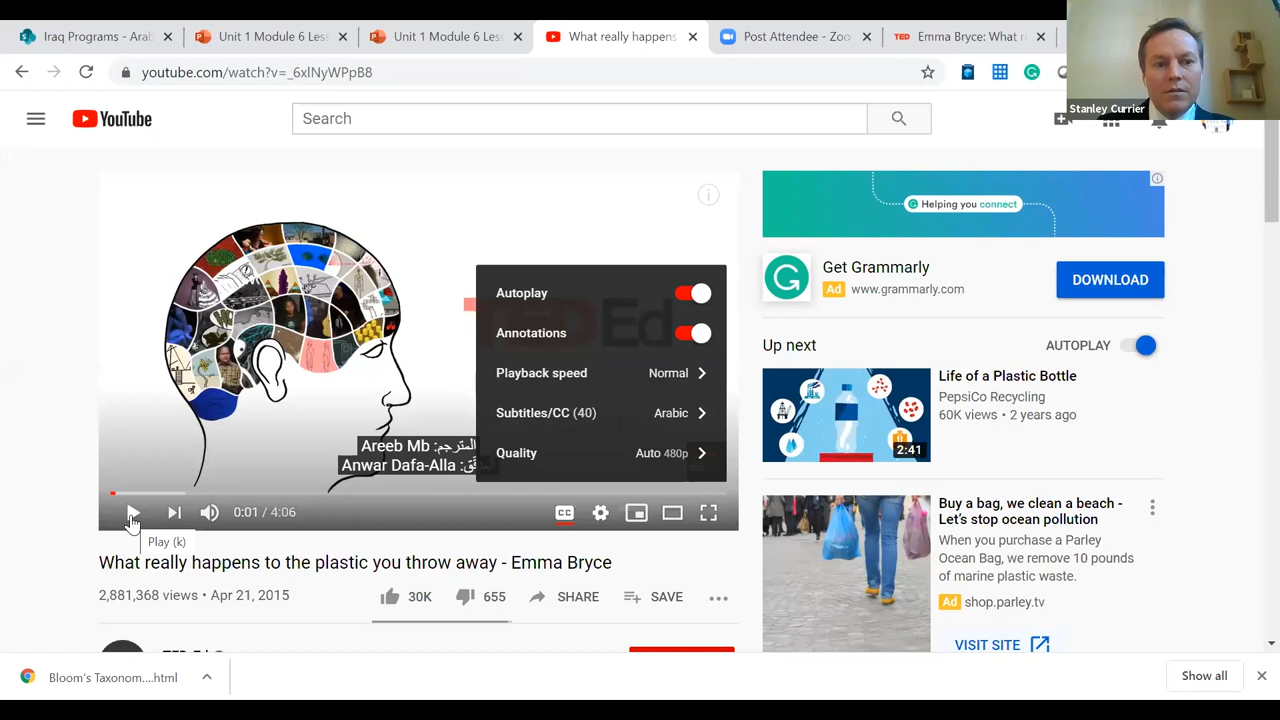 Iraq Programs - Arab
Unit 1 Module 6 Less
Unit 1 Module 6 Less
What really happens
Post Attendee - Zoo
TED
Emma Bryce: What r
youtube.com/watch?v=_6xlNyWPpB8
Stanley Currier
YouTube
Search
Helping you connect
Get Grammarly
Ad www.grammarly.com
DOWNLOAD
Autoplay
Annotations
Playback speed Normal
Subtitles/CC (40) Arabic
Quality Auto 480p
Ed
المترجم: Areeb Mb
Anwar Dafa-Alla
CC
0:01 / 4:06
Play (k)
What really happens to the plastic you throw away - Emma Bryce
2,881,368 views • Apr 21, 2015
30K
655
SHARE
SAVE
Up next
AUTOPLAY
Life of a Plastic Bottle
PepsiCo Recycling
60K views • 2 years ago
2:41
Buy a bag, we clean a beach -
Let's stop ocean pollution
When you purchase a Parley
Ocean Bag, we remove 10 pounds
of marine plastic waste.
Ad shop.parley.tv
VISIT SITE
Bloom's Taxonom....html
Show all